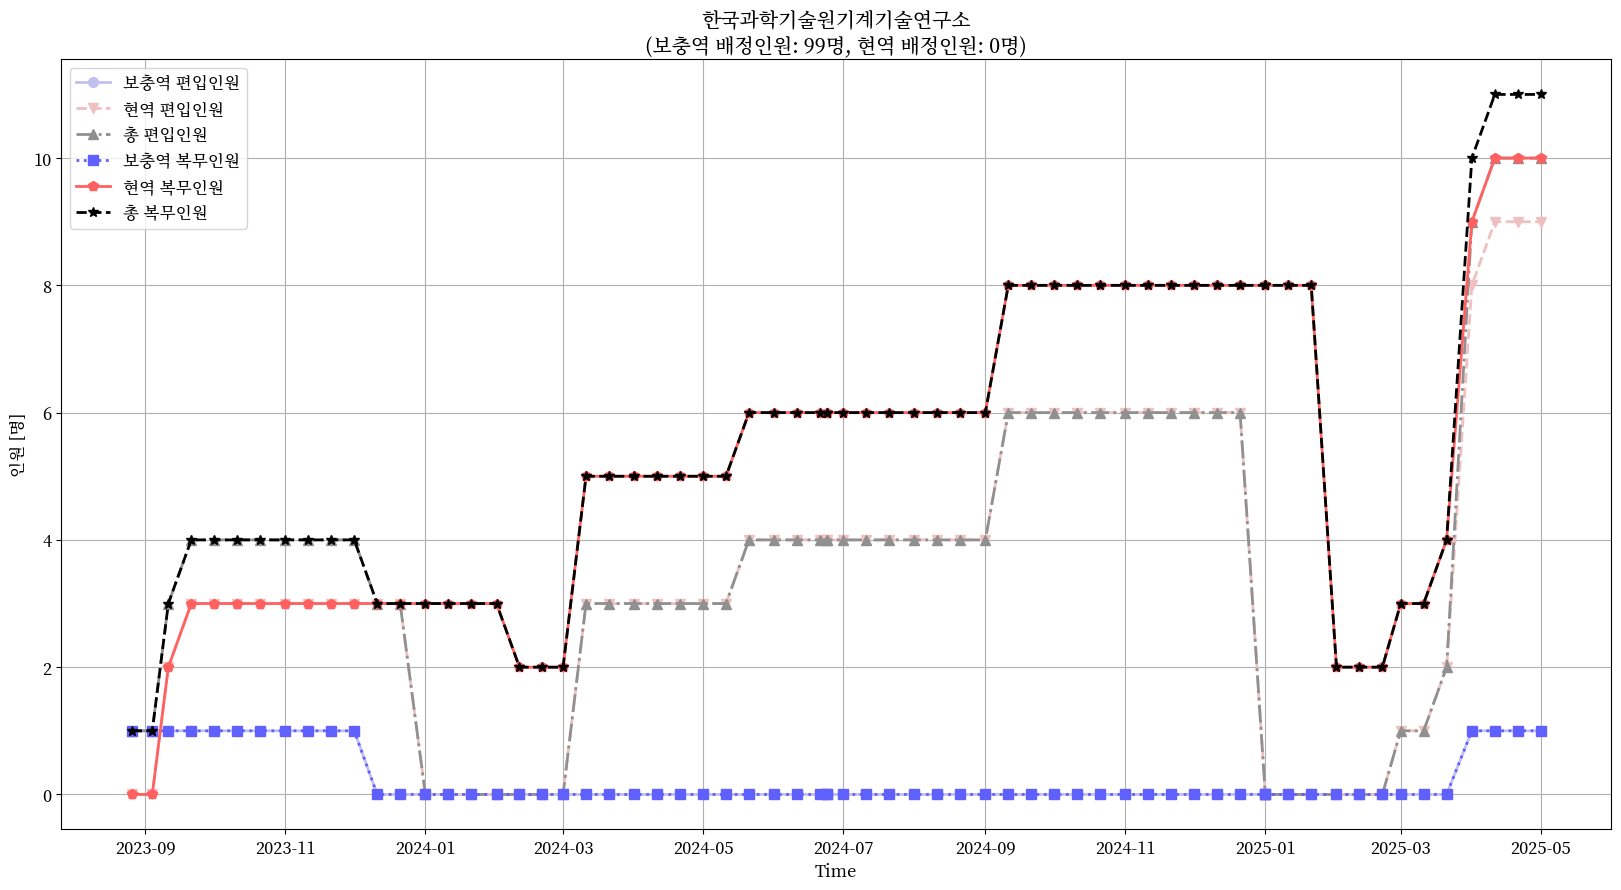 한국과학기술원기계기술연구소
(보충역 배정인원: 99명, 현역 배정인원: 0명)
보충역 편입인원
현역 편입인원
총 편입인원
보충역 복무인원
현역 복무인원
총 복무인원
인원 [명]
10
8
6
4
2
0
2023-09
2023-11
2024-01
2024-03
2024-05
2024-07
2024-09
2024-11
2025-01
2025-03
2025-05
Time